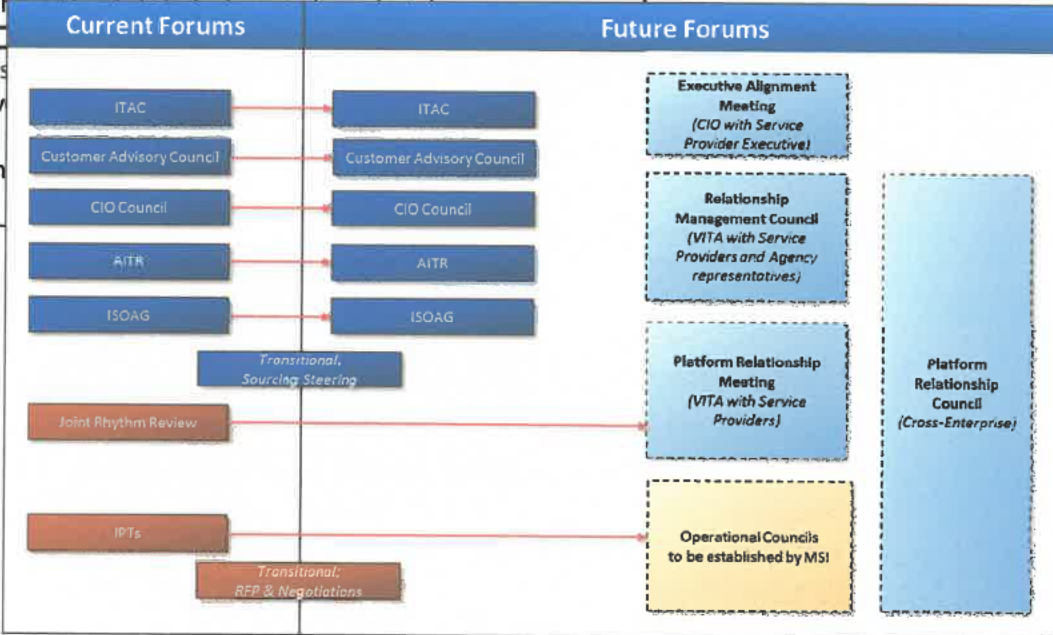 Current Forums
Future Forums
ITAC
ITAC
Executive Alignment
Meeting
(CIO with Service
Provider Executive)
Customer Advisory Council
Customer Advisory Council
CIO Council
CIO Council
Relationship
Management Council
(VITA with Service
Providers and Agency
representatives)
AITR
AITR
ISOAG
ISOAG
Transitional,
Sourcing Steering
Platform Relationship
Meeting
(VITA with Service
Providers)
Platform
Relationship
Council
(Cross-Enterprise)
Joint Rhythm Review
IPTs
Operational Councils
to be established by MSI
Transitional;
RFP & Negotiations